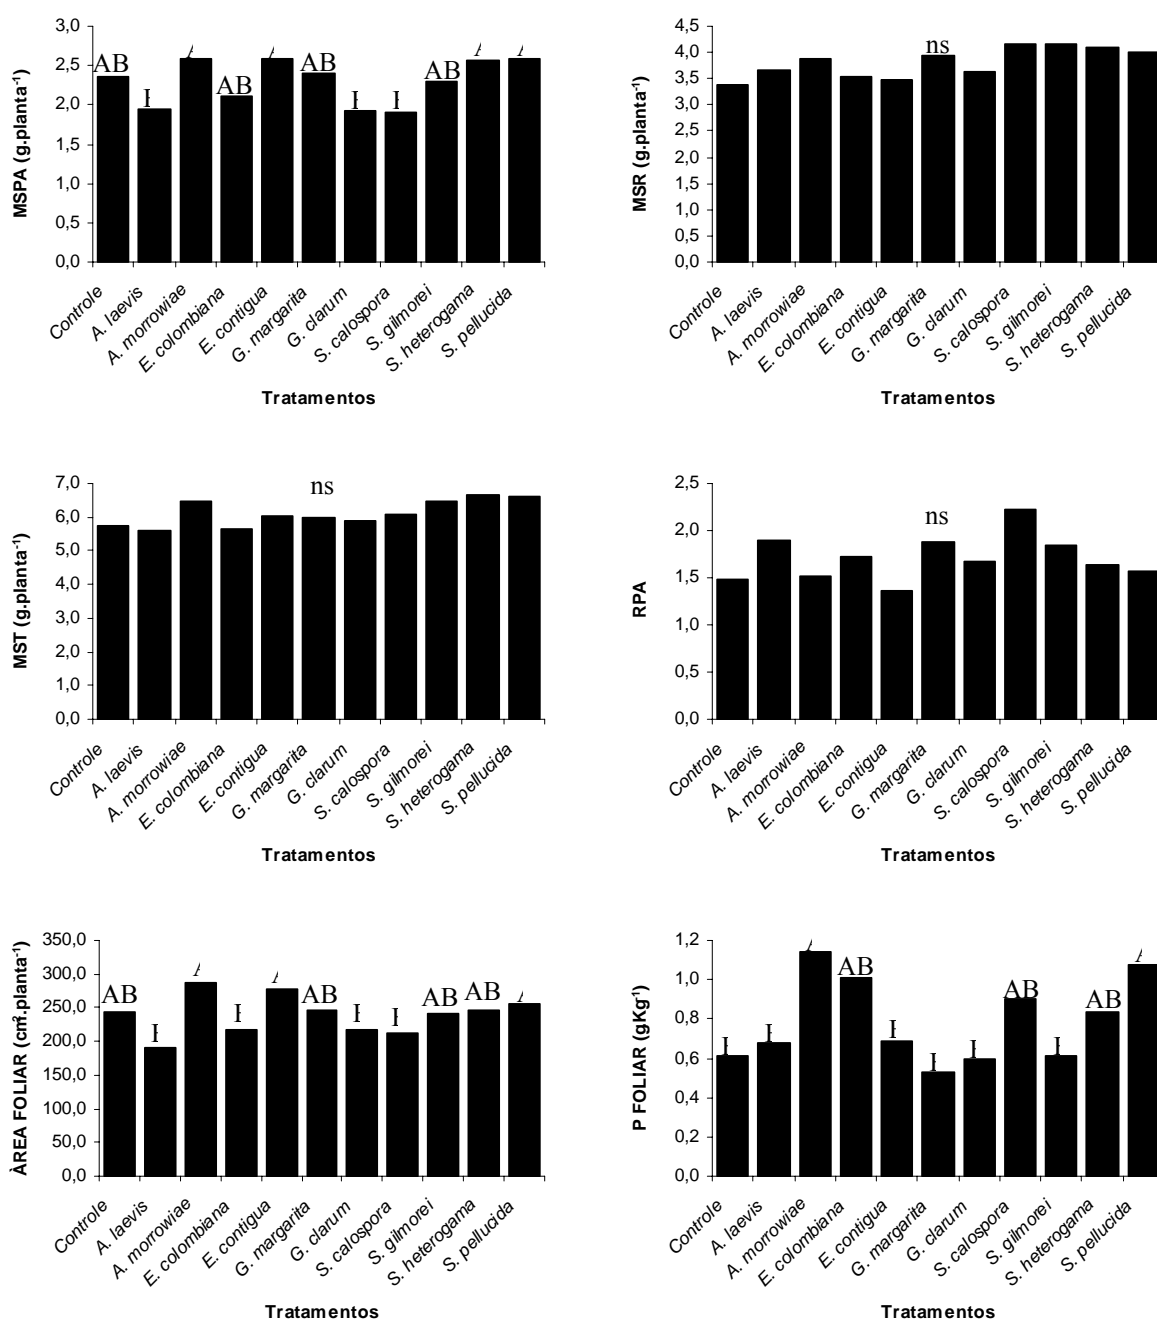 3,0
2,5
2,0
1,5
1,0
0,5
0,0
MSPA (g.planta-1)
AB
AB
AB
AB
Controle
A. laevis
A. morrowiae
E. colombiana
E. contigua
G. margarita
G. clarum
S. calospora
S. gilmorei
S. heterogama
S. pellucida
Tratamentos
4,5
4,0
3,5
3,0
2,5
2,0
1,5
1,0
0,5
0,0
MSR (g.planta-1)
ns
Controle
A. laevis
A. morrowiae
E. colombiana
E. contigua
G. margarita
G. clarum
S. calospora
S. gilmorei
S. heterogama
S. pellucida
Tratamentos
7,0
6,0
5,0
4,0
3,0
2,0
1,0
0,0
MST (g.planta-1)
ns
Controle
A. laevis
A. morrowiae
E. colombiana
E. contigua
G. margarita
G. clarum
S. calospora
S. gilmorei
S. heterogama
S. pellucida
Tratamentos
2,5
2,0
1,5
1,0
0,5
0,0
RPA
ns
Controle
A. laevis
A. morrowiae
E. colombiana
E. contigua
G. margarita
G. clarum
S. calospora
S. gilmorei
S. heterogama
S. pellucida
Tratamentos
350,0
300,0
250,0
200,0
150,0
100,0
50,0
0,0
ÀREA FOLIAR (cm².planta-1)
AB
A
A
AB
AB
AB
A
Controle
A. laevis
A. morrowiae
E. colombiana
E. contigua
G. margarita
G. clarum
S. calospora
S. gilmorei
S. heterogama
S. pellucida
Tratamentos
1,2
1,0
0,8
0,6
0,4
0,2
0,0
P FOLIAR (gKg-1)
A
AB
AB
AB
A
Controle
A. laevis
A. morrowiae
E. colombiana
E. contigua
G. margarita
G. clarum
S. calospora
S. gilmorei
S. heterogama
S. pellucida
Tratamentos